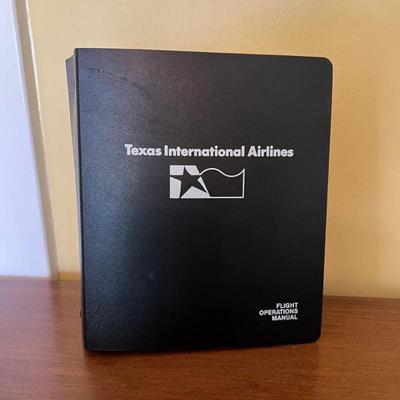 Texas International Airlines
FLIGHT
OPERATIONS
MANUAL